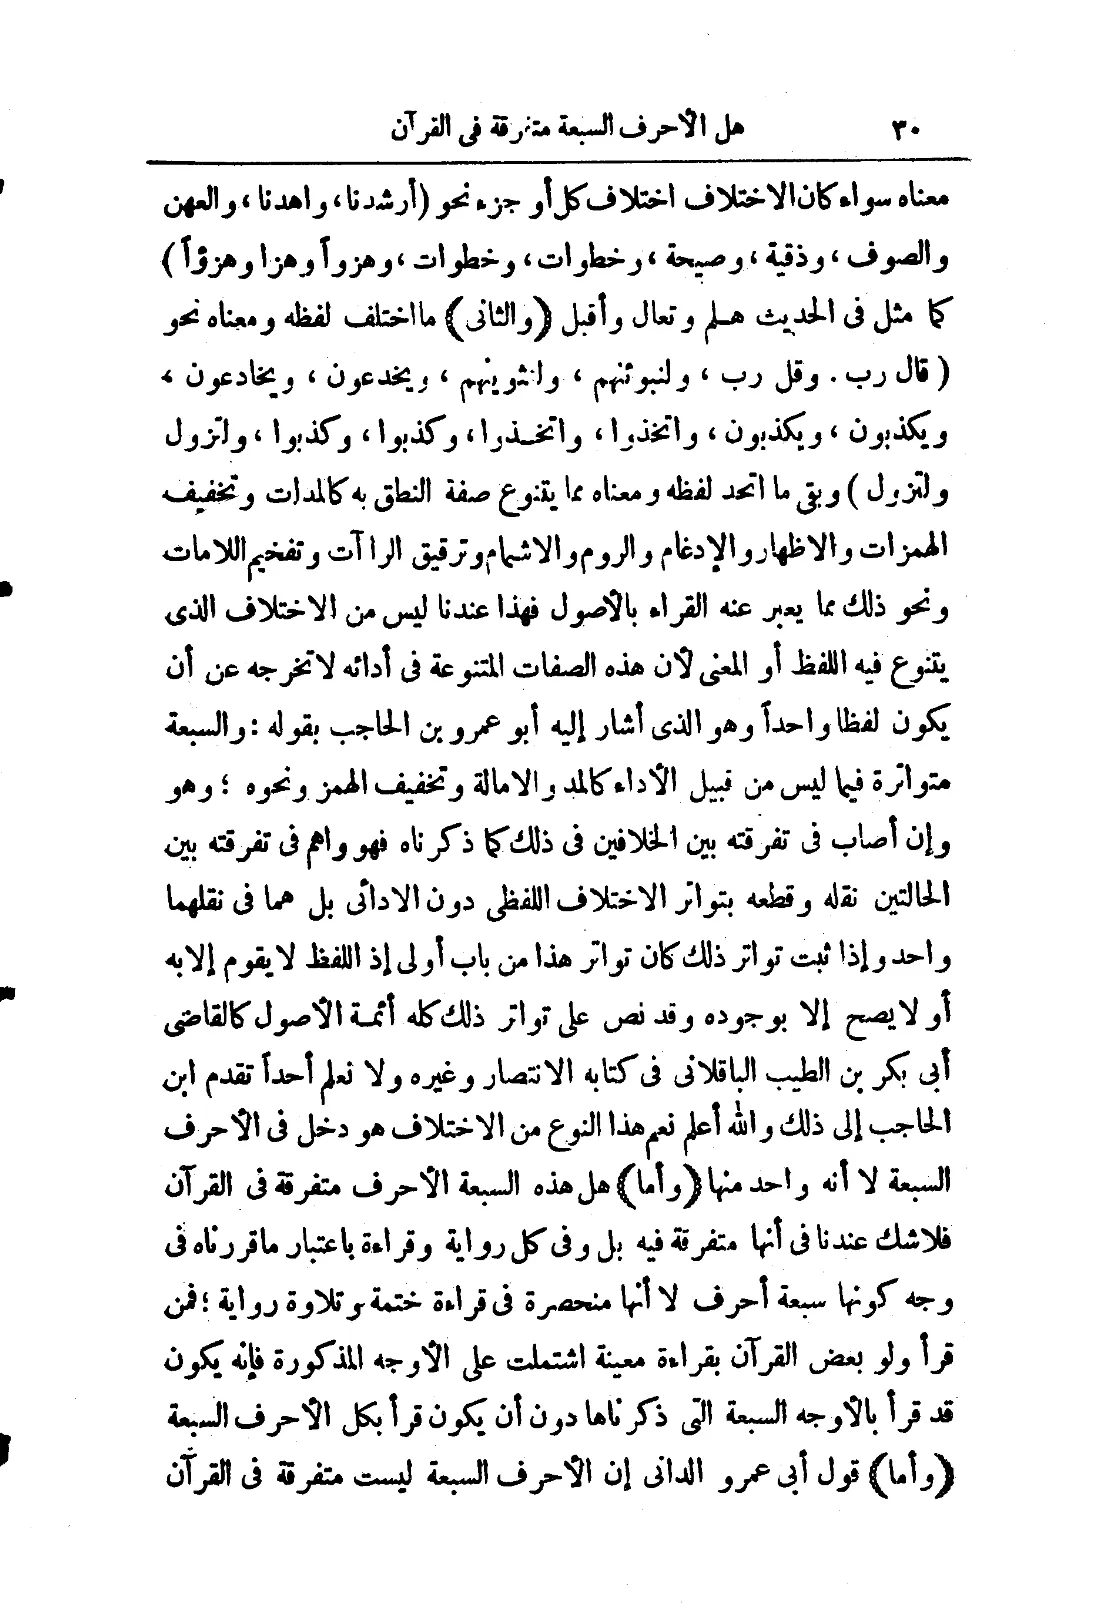 ٣٠ هل الأحرف السبعة متفرقة فى القرآن
معناه سواء كان الاختلاف اختلاف كل أو جزء نحو (أرشدنا، واهدنا، والعهن
والصوف، وذقية، وصيحة، وخطوات، وخطوات، وهزواً وهزا وهزؤاً)
كما مثل فى الحديث هلم وتعال وأقبل (والثانى) ما اختلف لفظه ومعناه نحو
(قال رب. وقل رب، ولنبوئنهم، ولنثوينهم، ويخدعون، ويخادعون،
ويكذبون، ويكذبون، واتخذوا، واتخذوا، وكذبوا، وكذبوا، ولتزول
ولتزول) وبقى ما اتحد لفظه ومعناه مما يتنوع صفة النطق به كالمدات وتخفيف
الهمزات والاظهار والإدغام والروم والاشمام وترقيق الراآت وتفخيم اللامات
ونحو ذلك مما يعبر عنه القراء بالأصول فهذا عندنا ليس من الاختلاف الذى
يتنوع فيه اللفظ أو المعنى لأن هذه الصفات المتنوعة فى أدائه لا تخرجه عن أن
يكون لفظا واحداً وهو الذى أشار إليه أبو عمرو بن الحاجب بقوله: والسبعة
متواترة فيما ليس من قبيل الأداء كالمد والامالة وتخفيف الهمز ونحوه؛ وهو
وإن أصاب فى تفرقته بين الخلافين فى ذلك كما ذكرناه فهو واهم فى تفرقته بين
الحالتين نقله وقطعه بتواتر الاختلاف اللفظى دون الادائى بل هما فى نقلهما
واحد وإذا ثبت تواتر ذلك كان تواتر هذا من باب أولى إذ اللفظ لا يقوم إلا به
أو لا يصح إلا بوجوده وقد نص على تواتر ذلك كله أئمة الأصول كالقاضى
أبى بكر بن الطيب الباقلانى فى كتابه الانتصار وغيره ولا نعلم أحداً تقدم ابن
الحاجب إلى ذلك والله أعلم نعم هذا النوع من الاختلاف هو دخل فى الأحرف
السبعة لا أنه واحد منها (وأما) هل هذه السبعة الأحرف متفرقة فى القرآن
فلاشك عندنا فى أنها متفرقة فيه بل وفى كل رواية وقراءة باعتبار ماقررناه فى
وجه كونها سبعة أحرف لا أنها منحصرة فى قراءة ختمة وتلاوة رواية؛ فمن
قرأ ولو بعض القرآن بقراءة معينة اشتملت على الأوجه المذكورة فإنه يكون
قد قرأ بالأوجه السبعة التى ذكرناها دون أن يكون قرأ بكل الأحرف السبعة
(وأما) قول أبى عمرو الدانى إن الأحرف السبعة ليست متفرقة فى القرآن